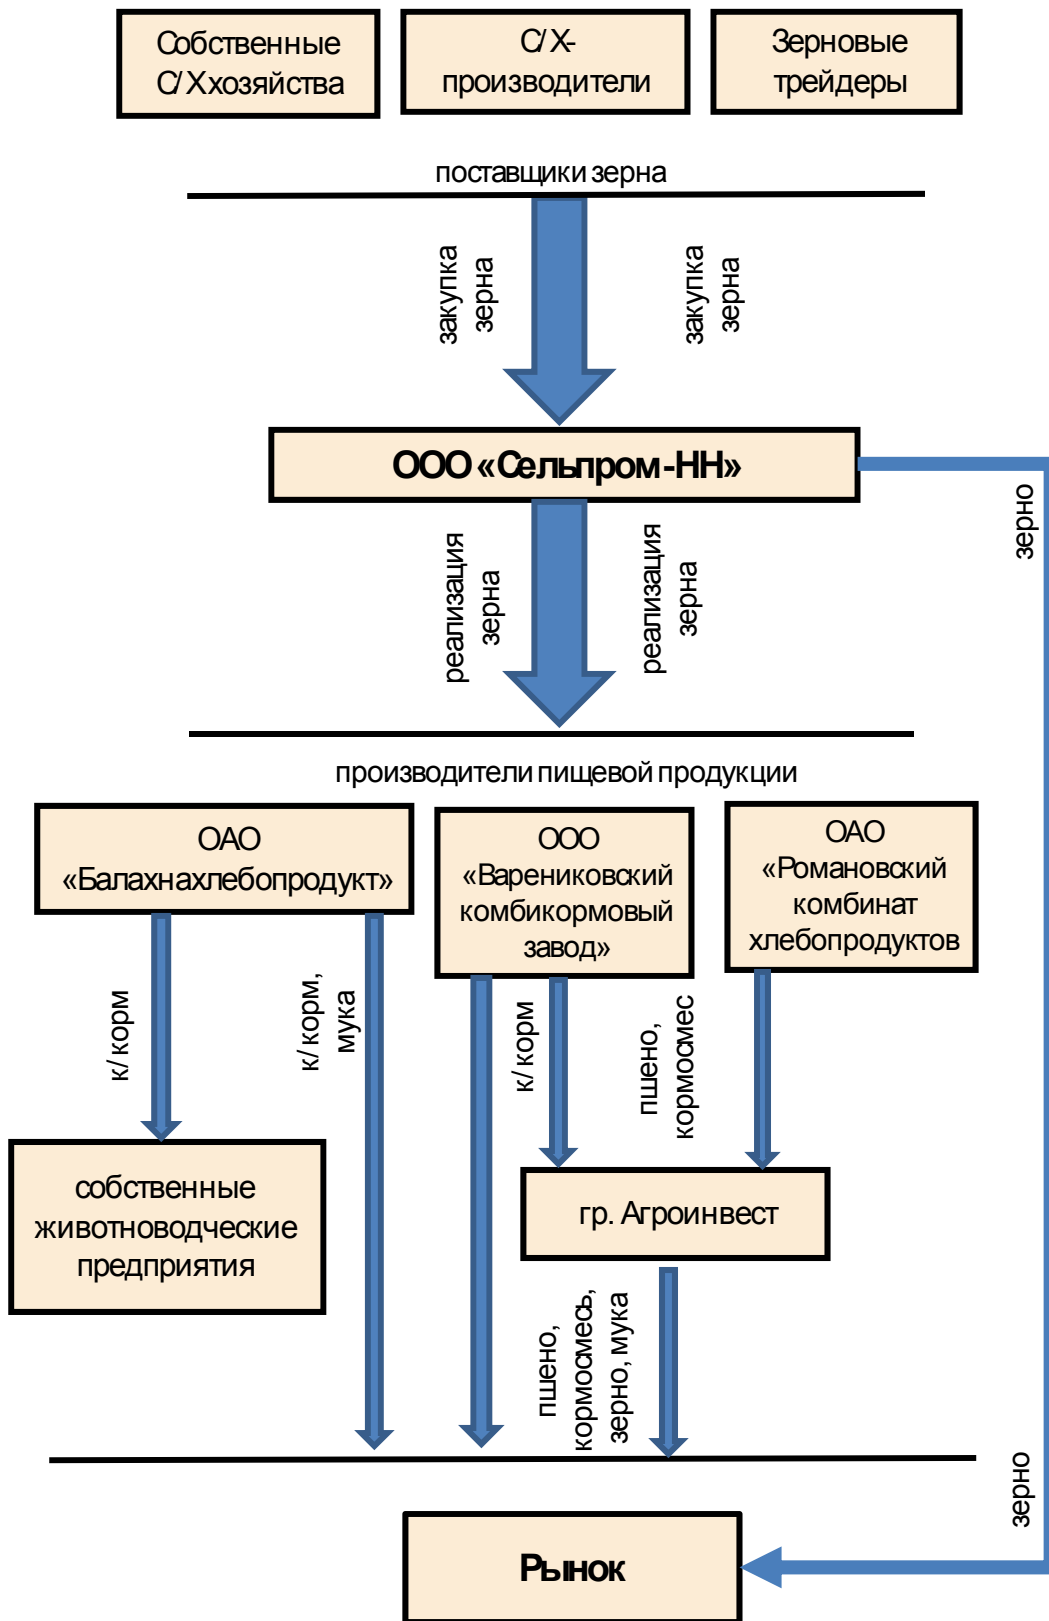 Собственные
С/Х хозяйства
С/Х-
производители
Зерновые
трейдеры
поставщики зерна
закупка
зерна
закупка
зерна
ООО «Сельпром-НН»
зерно
реализация
зерна
реализация
зерна
производители пищевой продукции
ОАО
«Балахнахлебопродукт»
ООО
«Варениковский
комбикормовый
завод»
ОАО
«Романовский
комбинат
хлебопродуктов
к/корм
к/корм,
мука
к/корм
пшено,
кормосмес
собственные
животноводческие
предприятия
гр. Агроинвест
пшено,
кормосмесь,
зерно, мука
зерно
Рынок